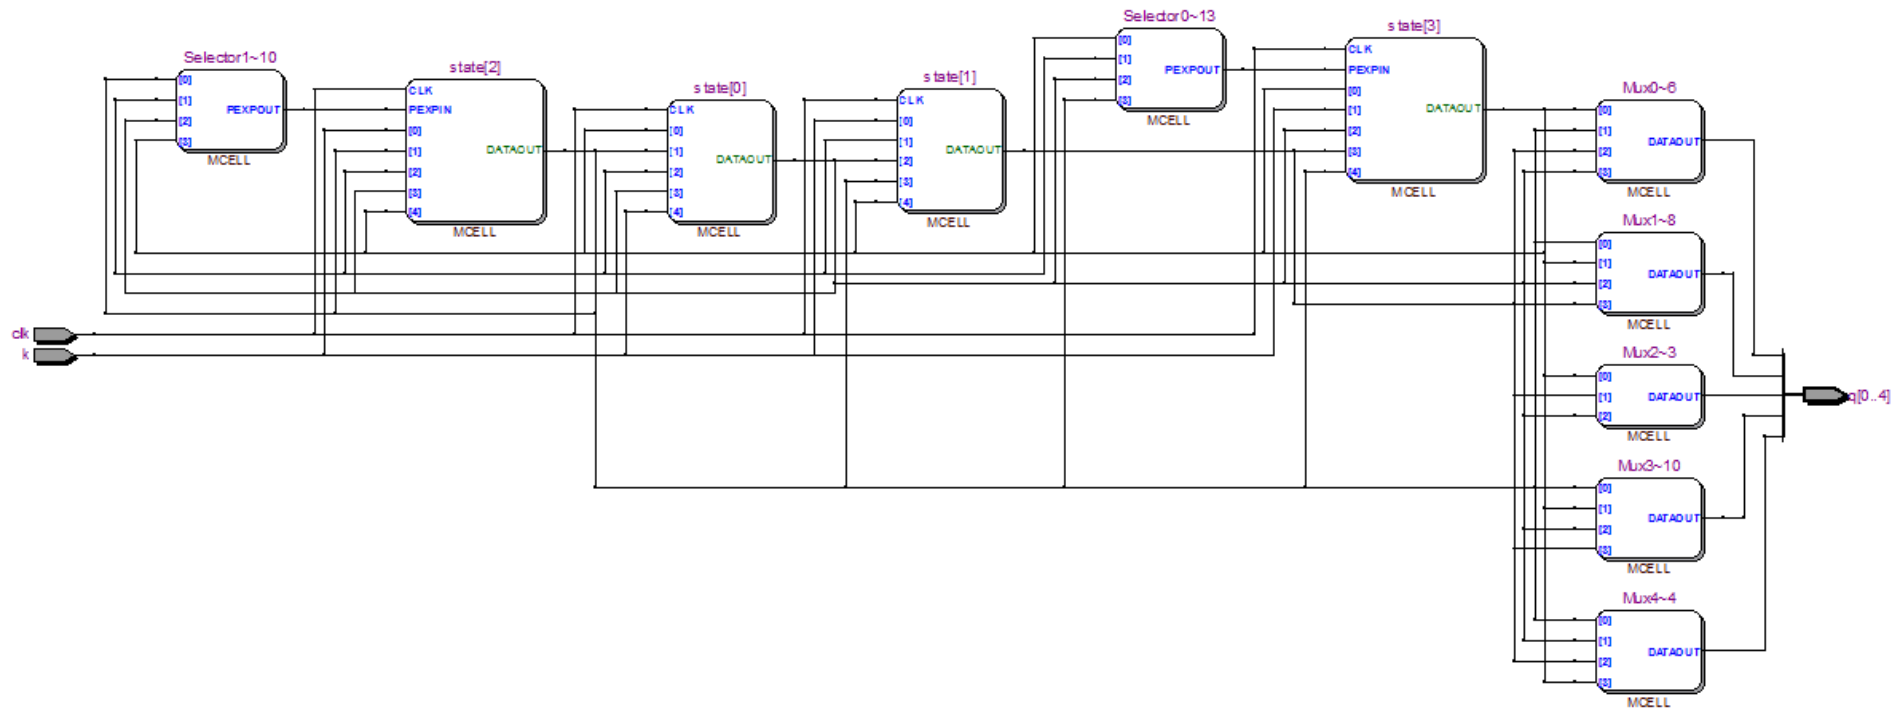 Selector1~10
[0]
[1]
[2]
[3]
PEXPOUT
MCELL
state[2]
CLK
PEXPIN
[0]
[1]
[2]
[3]
[4]
DATAOUT
MCELL
state[0]
CLK
[0]
[1]
[2]
[3]
[4]
DATAOUT
MCELL
state[1]
CLK
[0]
[1]
[2]
[3]
[4]
DATAOUT
MCELL
Selector0~13
[0]
[1]
[2]
[3]
PEXPOUT
MCELL
state[3]
CLK
PEXPIN
[0]
[1]
[2]
[3]
[4]
DATAOUT
MCELL
Mux0~6
[0]
[1]
[2]
[3]
DATAOUT
MCELL
Mux1~8
[0]
[1]
[2]
[3]
DATAOUT
MCELL
Mux2~3
[0]
[1]
[2]
DATAOUT
MCELL
Mux3~10
[0]
[1]
[2]
[3]
DATAOUT
MCELL
Mux4~4
[0]
[1]
[2]
[3]
DATAOUT
MCELL
clk
k
q[0..4]